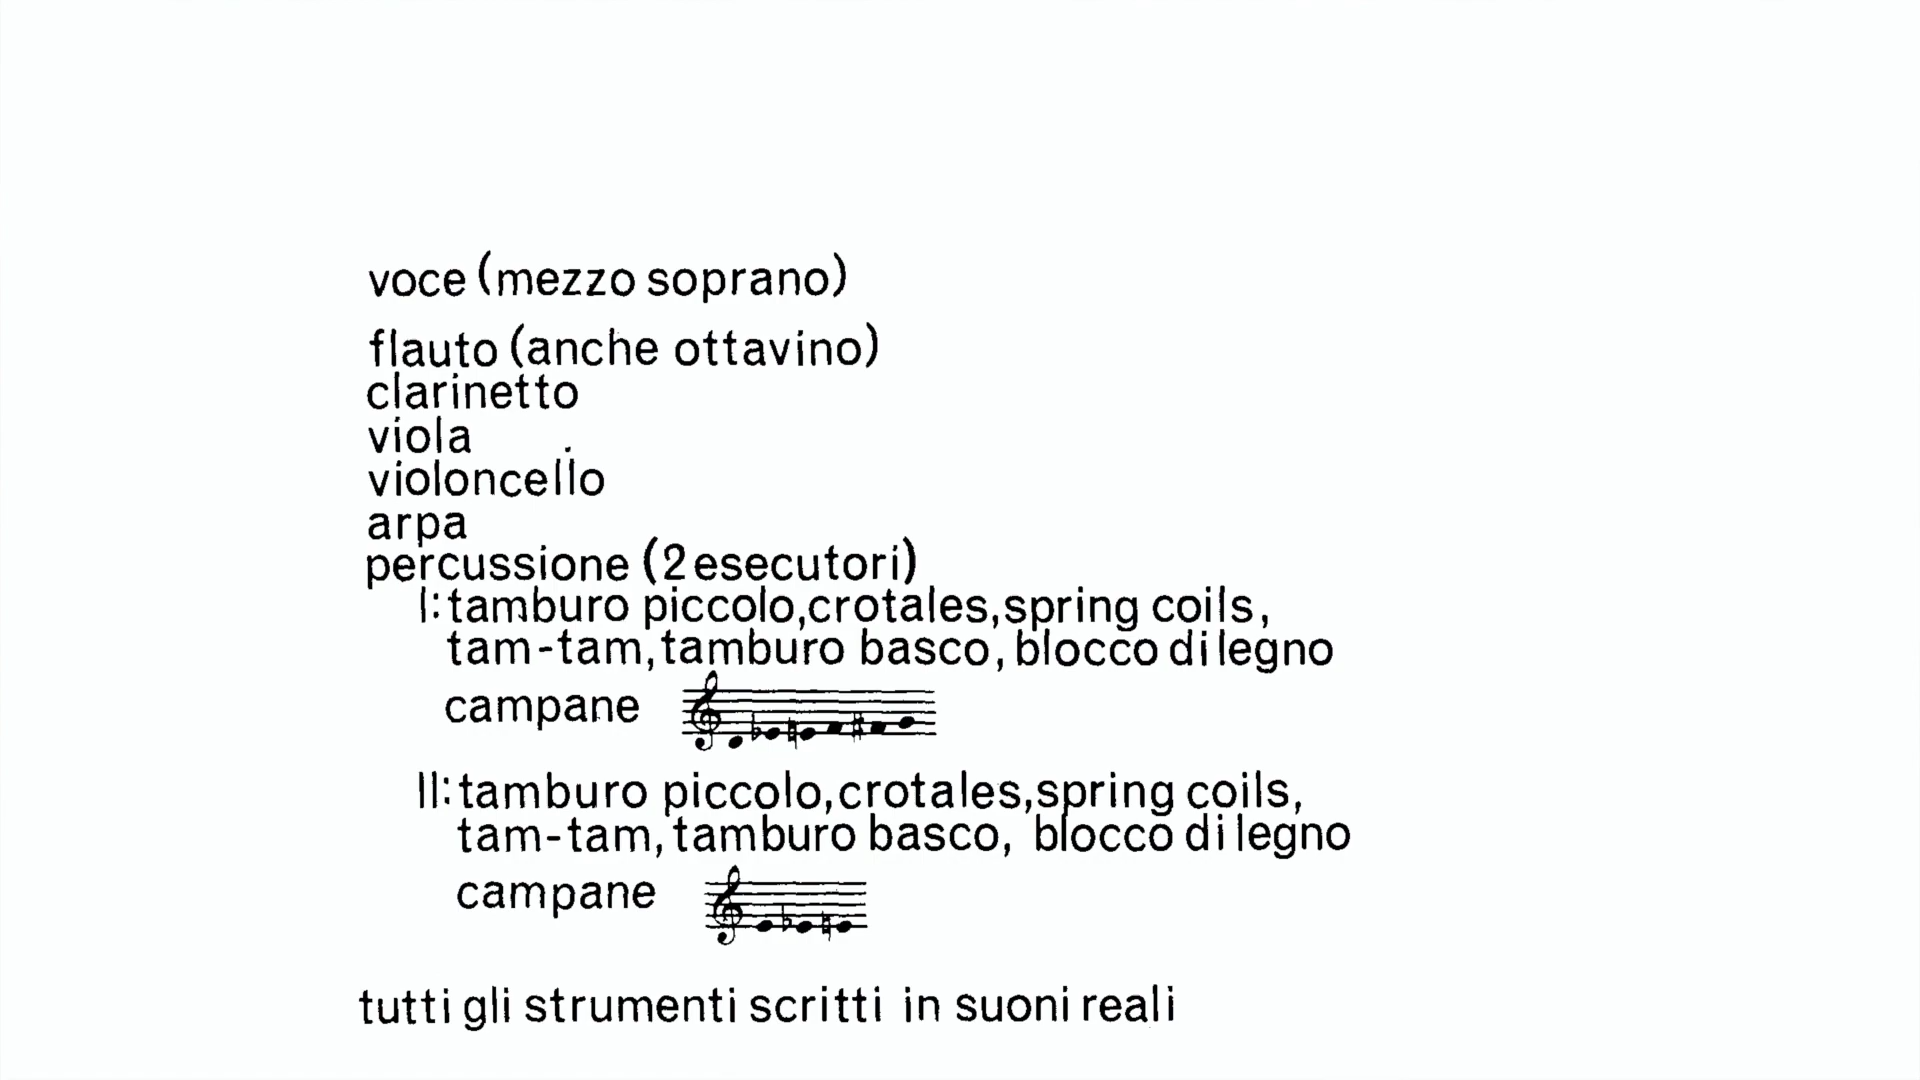 voce (mezzo soprano)
flauto (anche ottavino)
clarinetto
viola
violoncello
arpa
percussione (2 esecutori)
I: tamburo piccolo, crotales, spring coils,
tam-tam, tamburo basco, blocco di legno
campane
II: tamburo piccolo, crotales, spring coils,
tam-tam, tamburo basco, blocco di legno
campane
tutti gli strumenti scritti in suoni reali